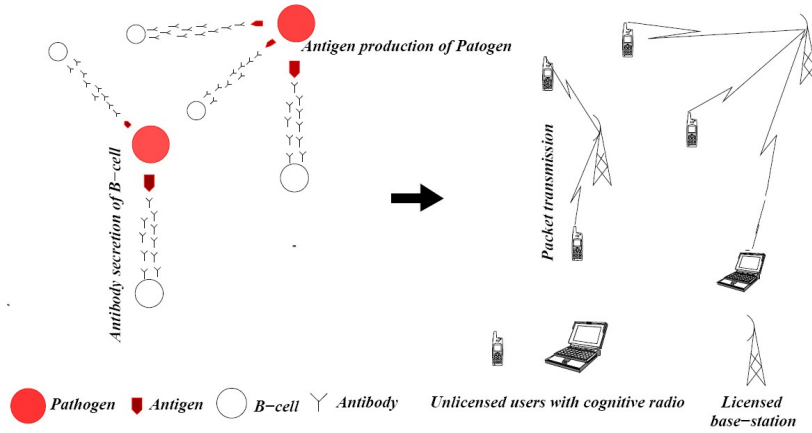 Antigen production of Patogen
Antibody secretion of B-cell
Packet transmission
Pathogen
Antigen
B-cell
Antibody
Unlicensed users with cognitive radio
Licensed
base-station